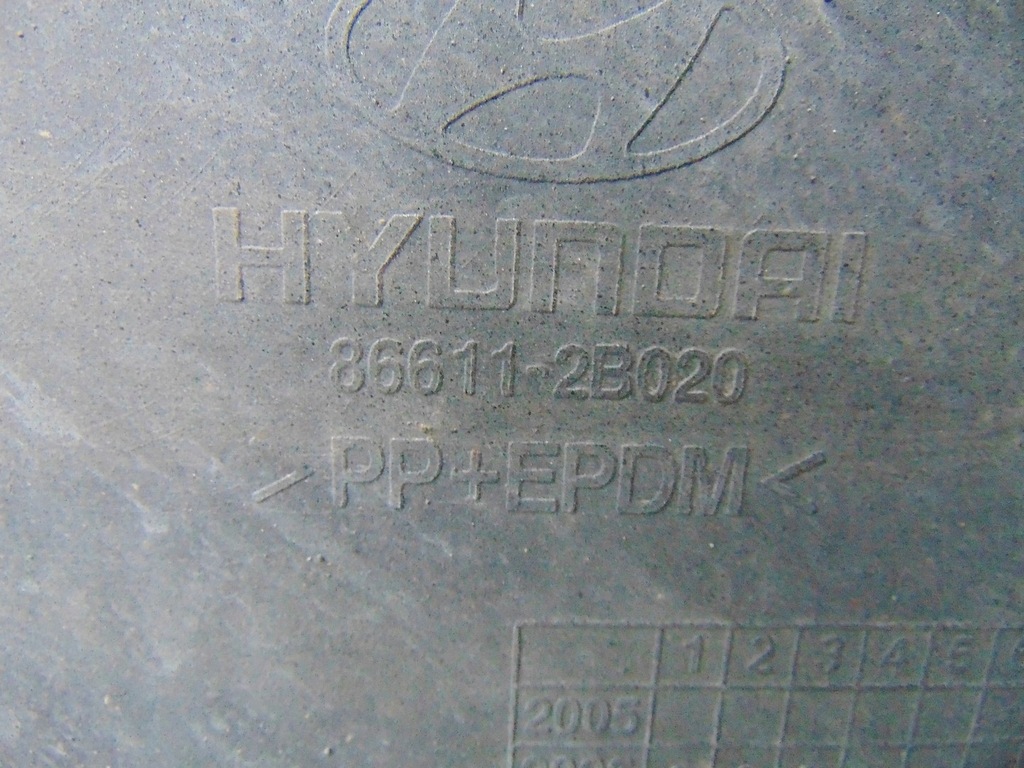 HYUNDAI
86611-2B020
>PP+EPDM<
1 2 3 4 5
2005